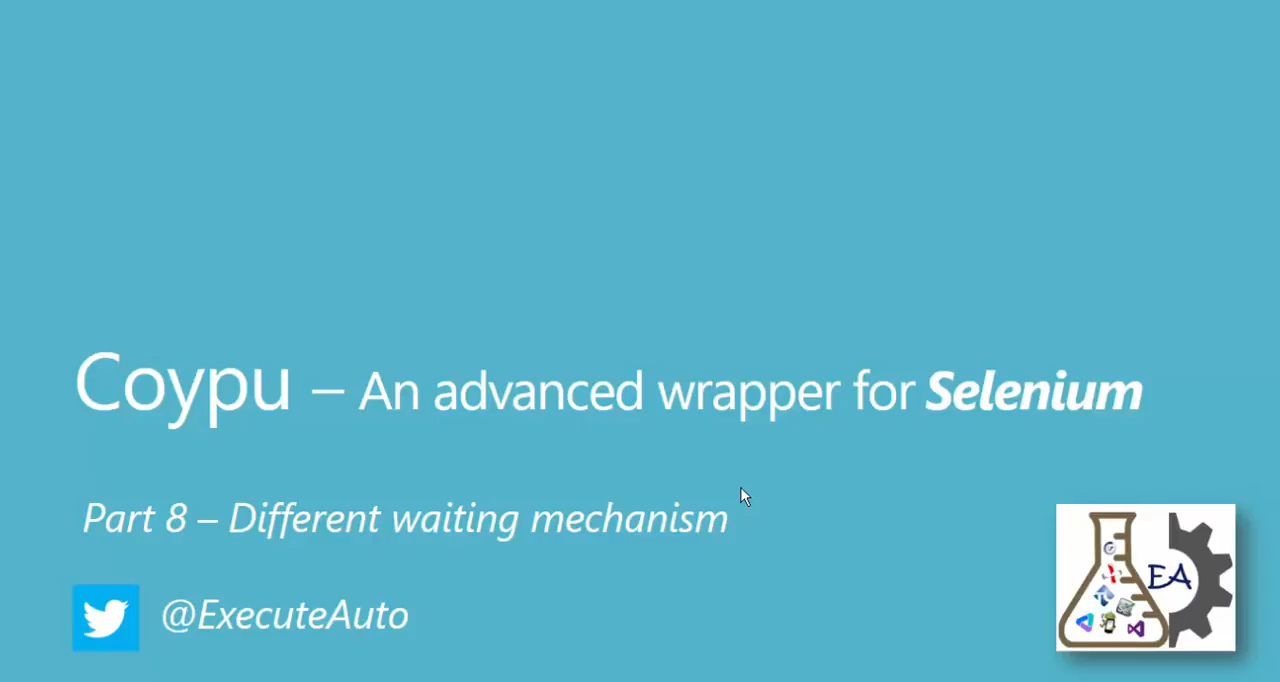 Coypu – An advanced wrapper for Selenium
Part 8 – Different waiting mechanism
@ExecuteAuto
EA